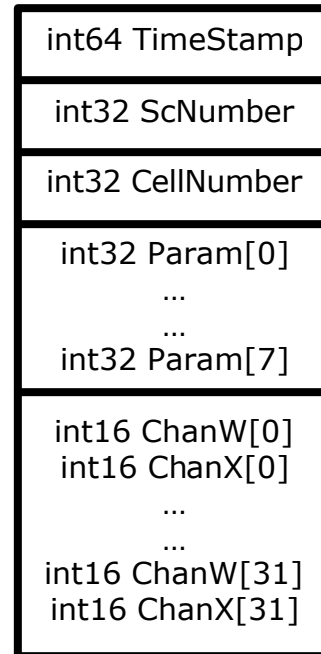 int64 TimeStamp
int32 ScNumber
int32 CellNumber
int32 Param[0]
...
...
int32 Param[7]
int16 ChanW[0]
int16 ChanX[0]
...
...
int16 ChanW[31]
int16 ChanX[31]